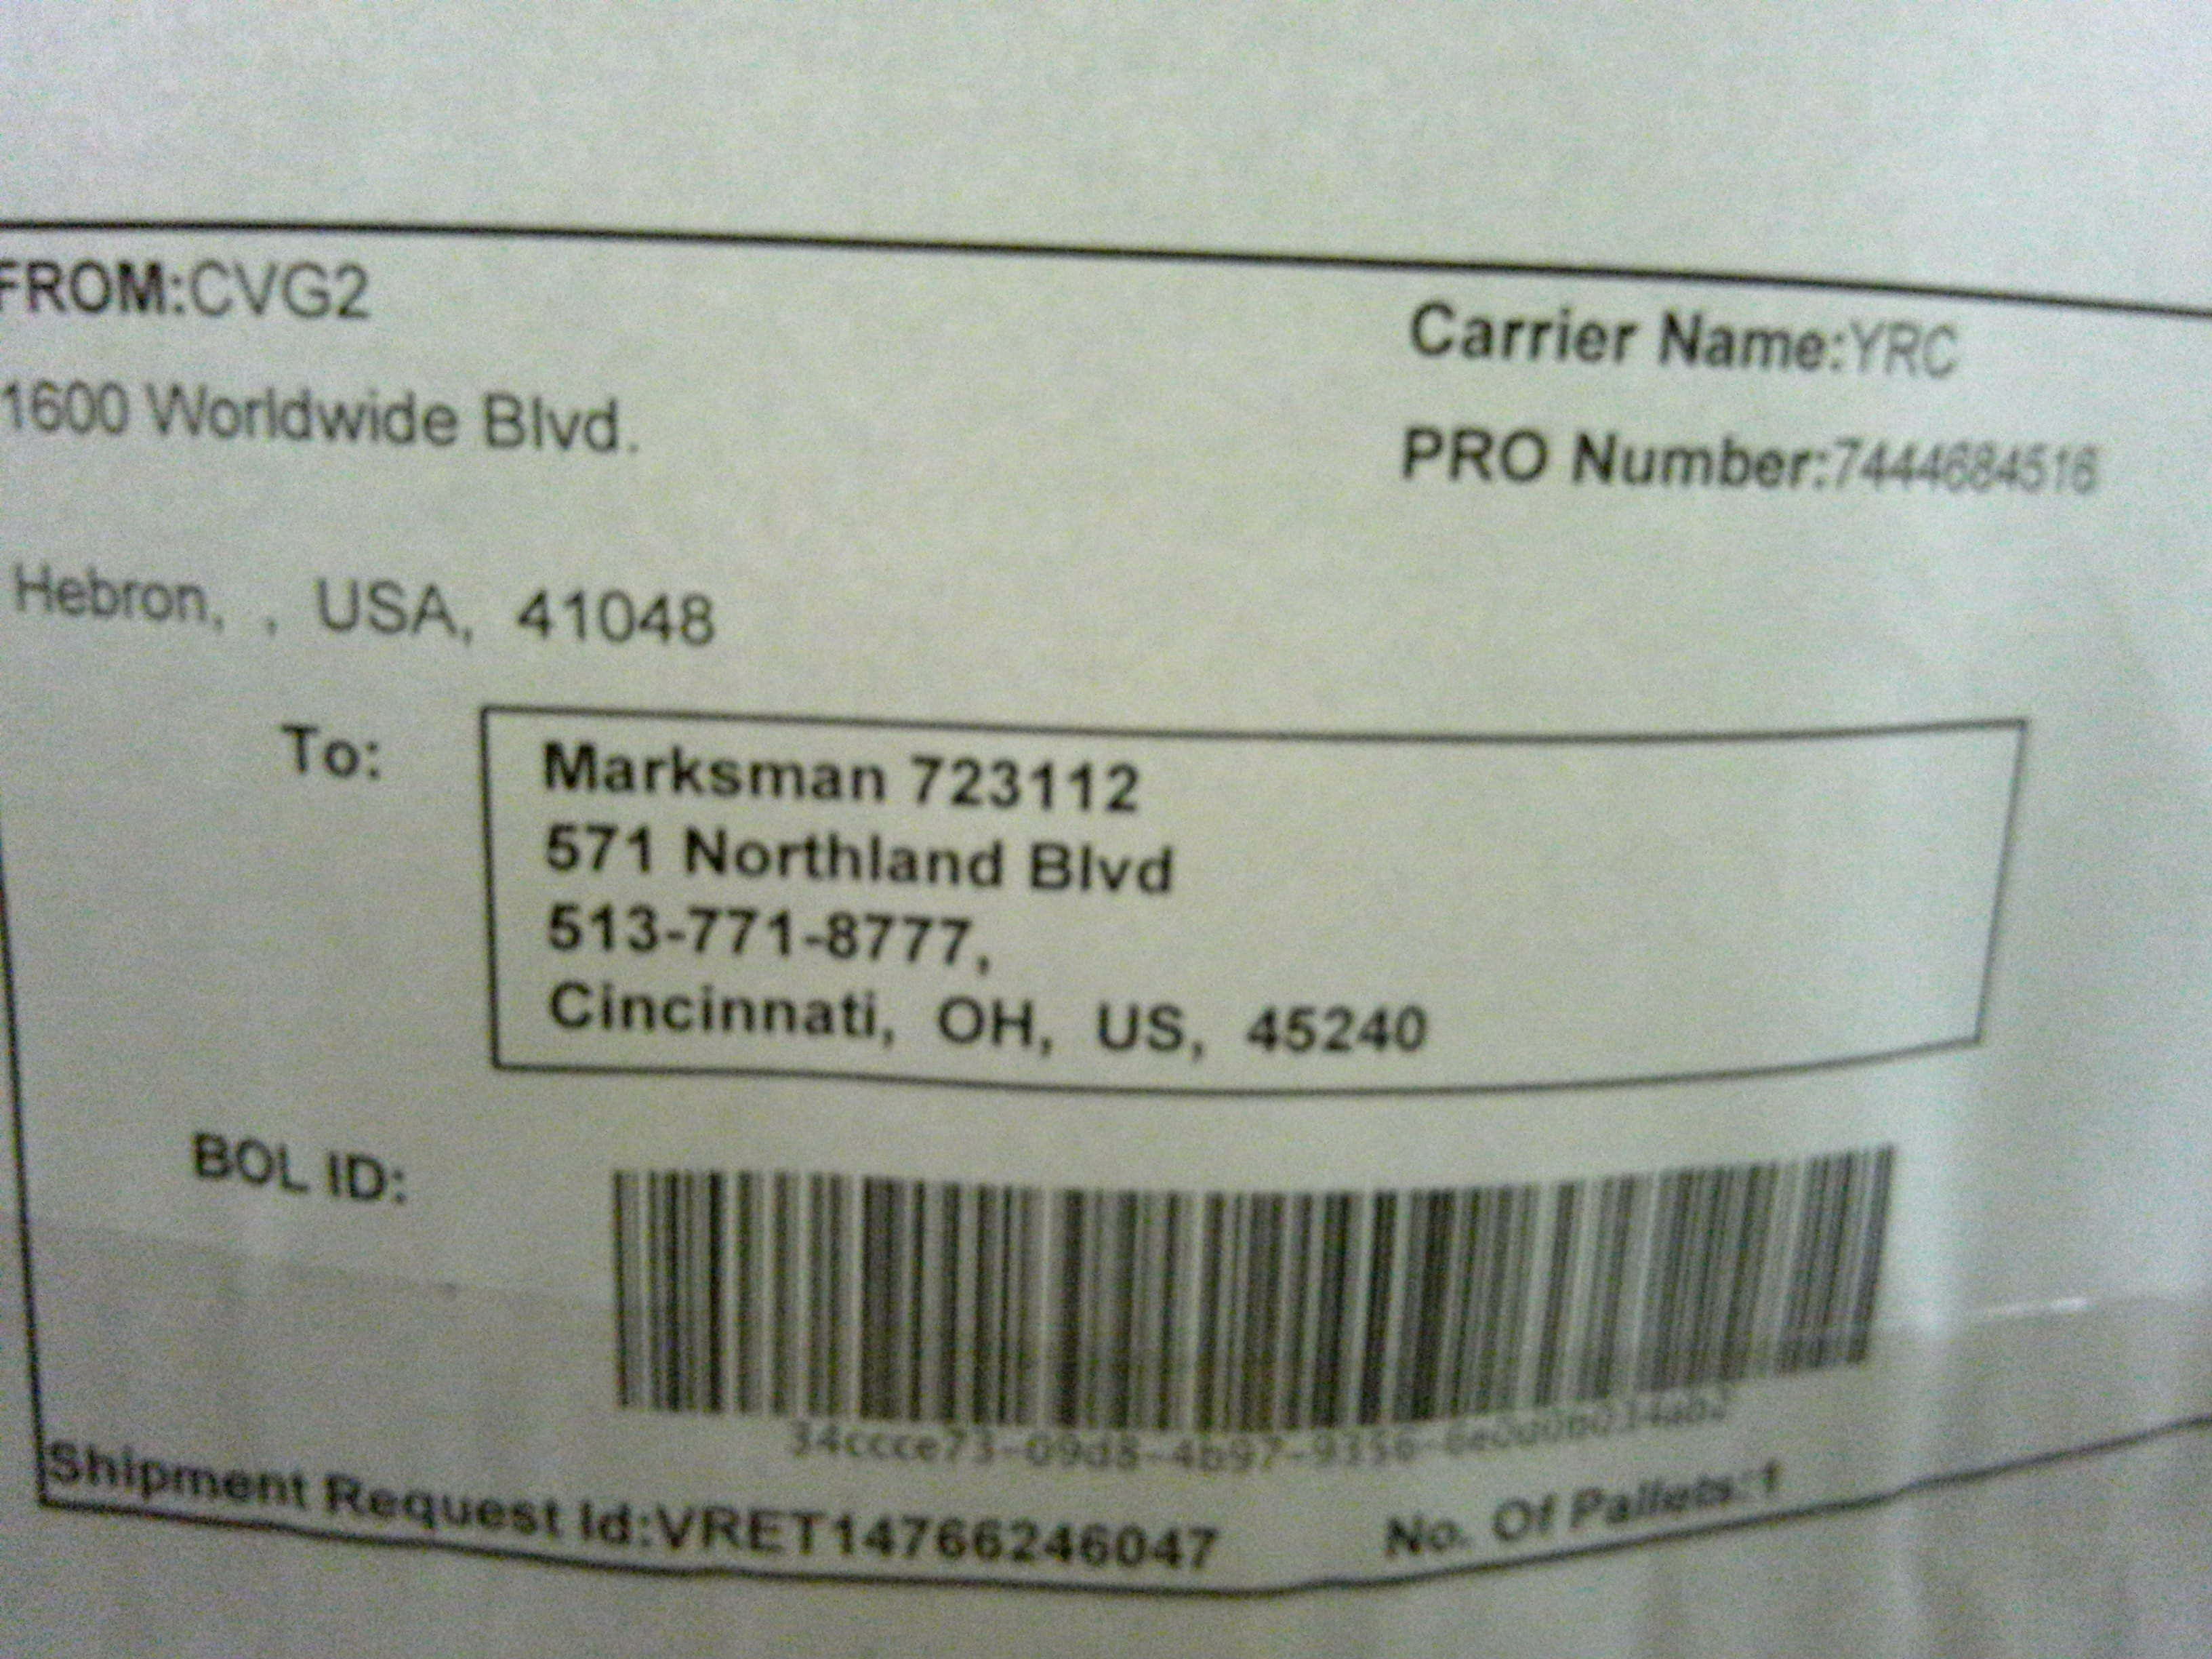 FROM:CVG2
1600 Worldwide Blvd.
Hebron, , USA, 41048
Carrier Name:YRC
PRO Number:7444684516
To:
Marksman 723112
571 Northland Blvd
513-771-8777,
Cincinnati, OH, US, 45240
BOL ID:
Shipment Request Id:VRET14766246047
No. Of Pallets:1